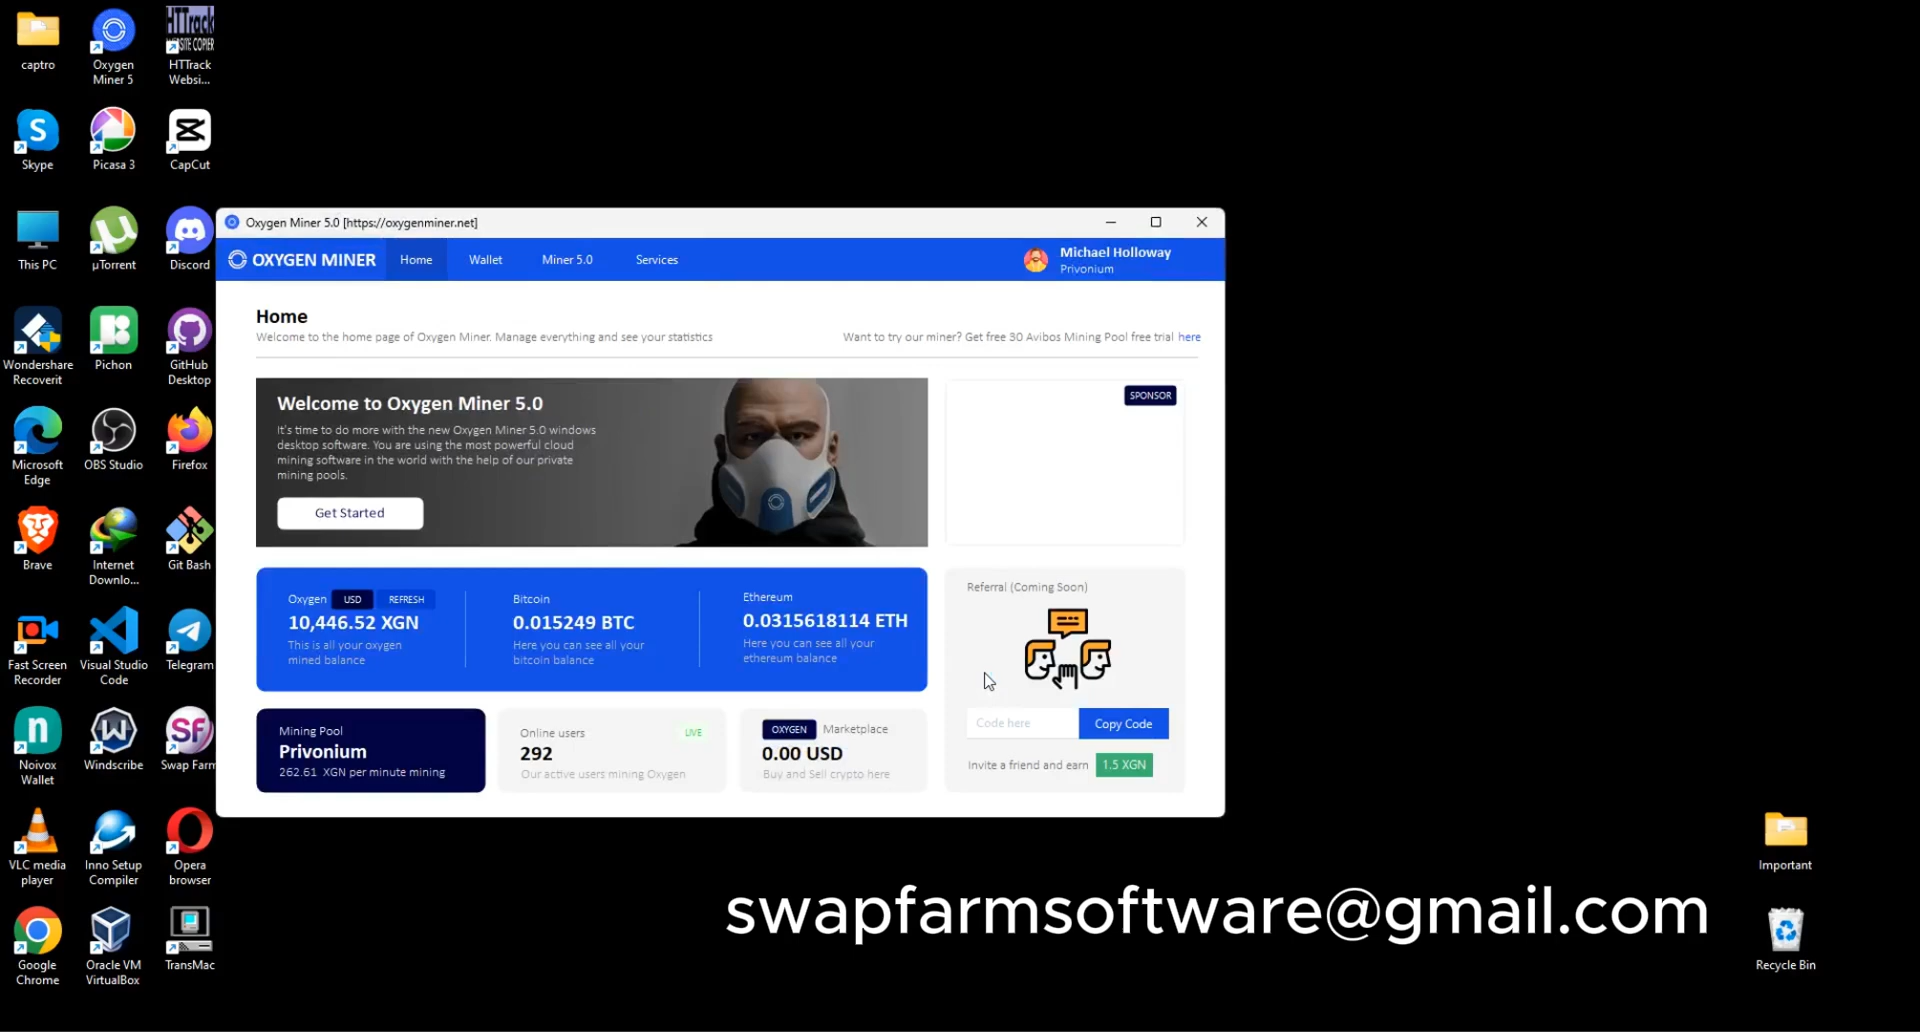 captro
Oxygen
Miner 5
HTTrack
WEBSITE COPIER
HTTrack
Websi...
Skype
Picasa 3
CapCut
This PC
µTorrent
Discord
Wondershare
Recoverit
Pichon
GitHub
Desktop
Microsoft
Edge
OBS Studio
Firefox
Brave
Internet
Downlo...
Git Bash
Fast Screen
Recorder
Visual Studio
Code
Telegram
Noivox
Wallet
Windscribe
SF
Swap Farm
VLC media
player
Inno Setup
Compiler
Opera
browser
Google
Chrome
Oracle VM
VirtualBox
TransMac
Oxygen Miner 5.0 [https://oxygenminer.net]
OXYGEN MINER
Home
Wallet
Miner 5.0
Services
Michael Holloway
Privonium
Home
Welcome to the home page of Oxygen Miner. Manage everything and see your statistics
Want to try our miner? Get free 30 Avibos Mining Pool free trial here
Welcome to Oxygen Miner 5.0
It's time to do more with the new Oxygen Miner 5.0 windows
desktop software. You are using the most powerful cloud
mining software in the world with the help of our private
mining pools.
Get Started
SPONSOR
Oxygen USD REFRESH
10,446.52 XGN
This is all your oxygen
mined balance
Bitcoin
0.015249 BTC
Here you can see all your
bitcoin balance
Ethereum
0.0315618114 ETH
Here you can see all your
ethereum balance
Referral (Coming Soon)
Code here
Copy Code
Invite a friend and earn 1.5 XGN
Mining Pool
Privonium
262.61 XGN per minute mining
Online users LIVE
292
Our active users mining Oxygen
OXYGEN Marketplace
0.00 USD
Buy and Sell crypto here
swapfarmsoftware@gmail.com
Important
Recycle Bin